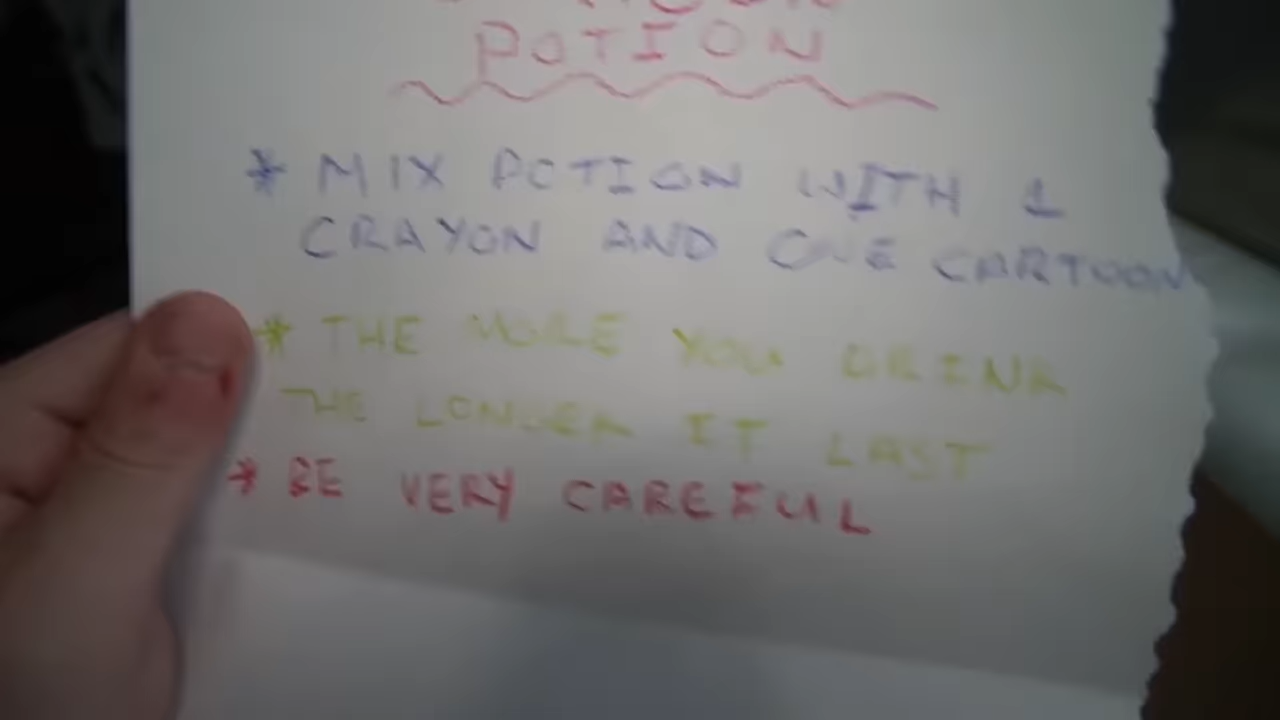 POTION
* MIX POTION WITH 1
CRAYON AND ONE CARTOON
* THE MORE YOU DRINK
THE LONGER IT LAST
* BE VERY CAREFUL